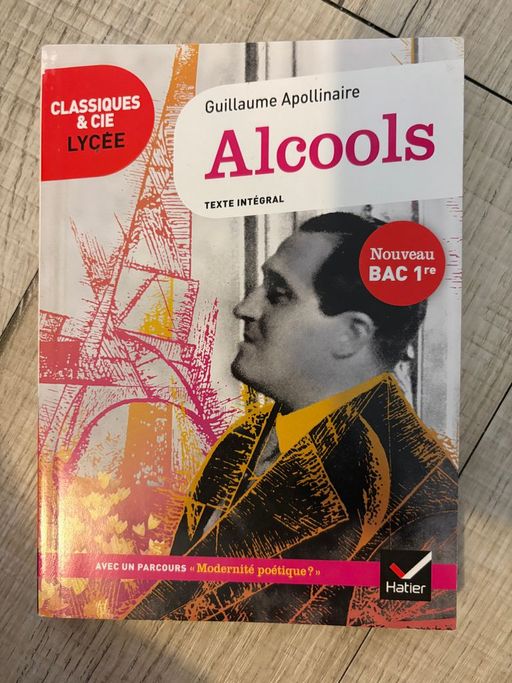 CLASSIQUES
& CIE
LYCÉE
Guillaume Apollinaire
Alcools
TEXTE INTÉGRAL
Nouveau
BAC 1re
AVEC UN PARCOURS « Modernité poétique ? »
Hatier